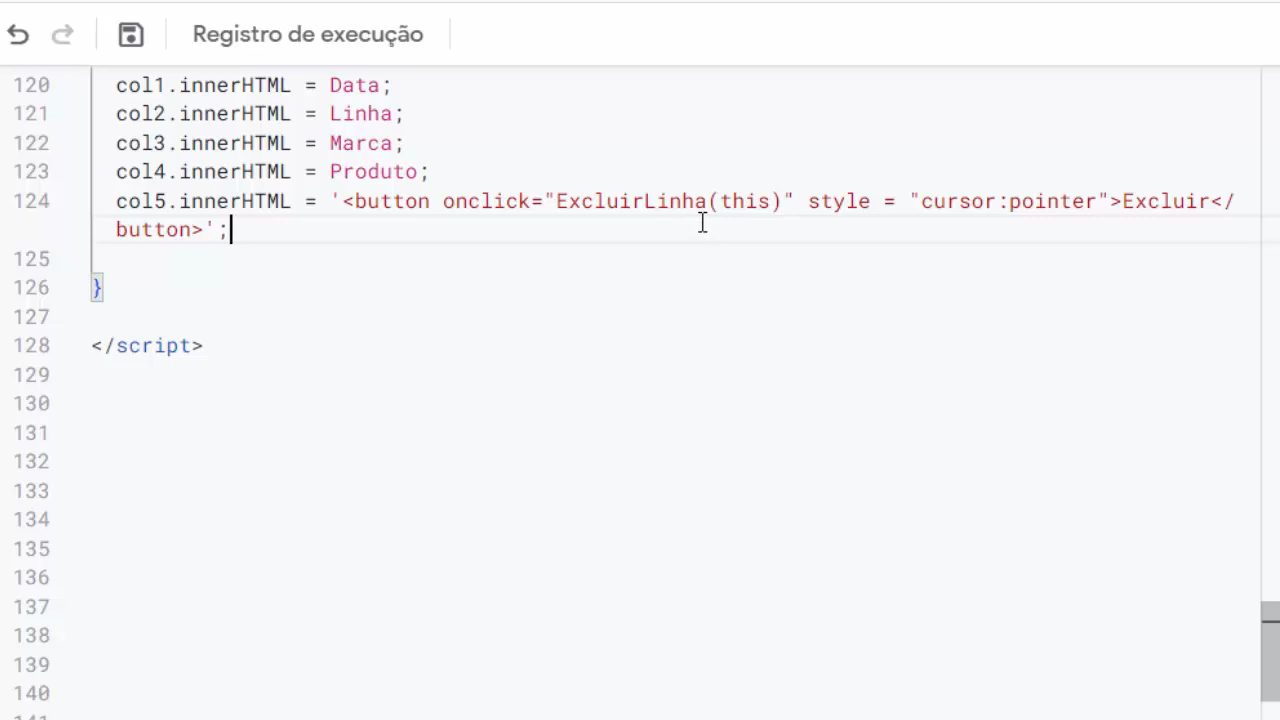 Registro de execução
120 col1.innerHTML = Data;
121 col2.innerHTML = Linha;
122 col3.innerHTML = Marca;
123 col4.innerHTML = Produto;
124 col5.innerHTML = '<button onclick="ExcluirLinha(this)" style = "cursor:pointer">Excluir</
button>';
125
126 }
127
128 </script>
129
130
131
132
133
134
135
136
137
138
139
140
141